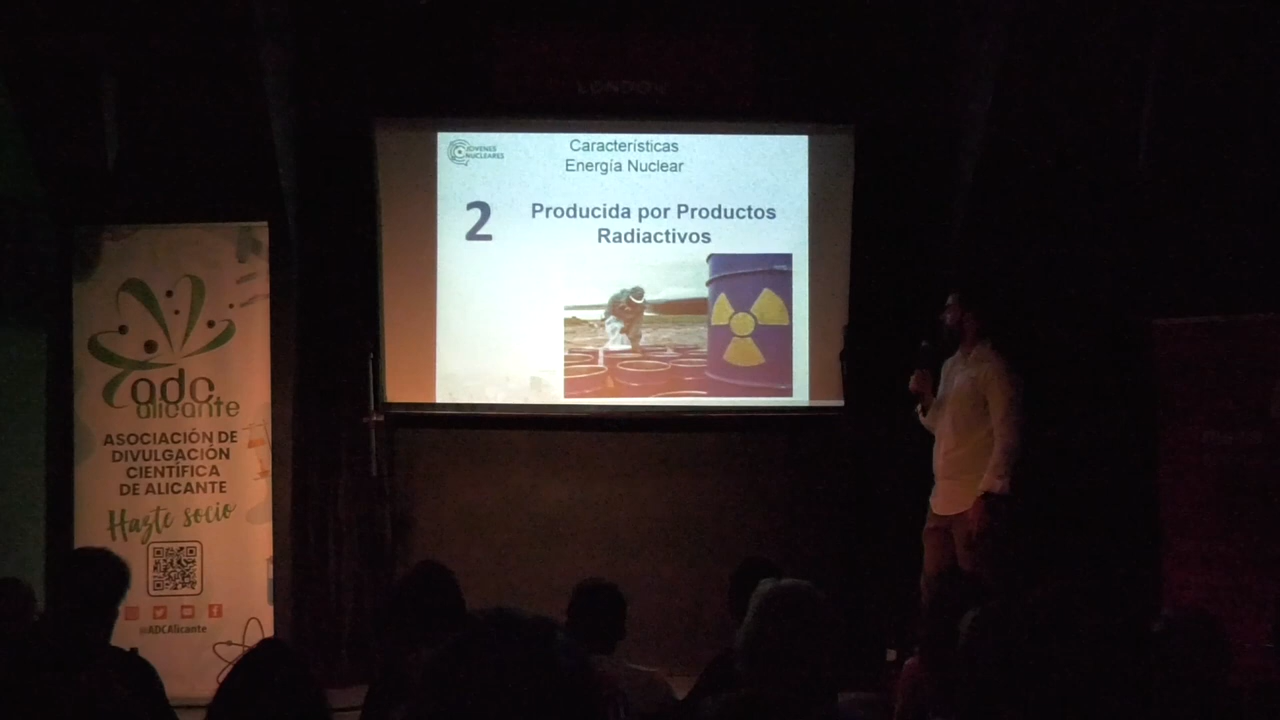 LONDON
JÓVENES
NUCLEARES
Características
Energía Nuclear
2
Producida por Productos
Radiactivos
adc
alicante
ASOCIACIÓN DE
DIVULGACIÓN
CIENTÍFICA
DE ALICANTE
Hazte socio
@ADCAlicante